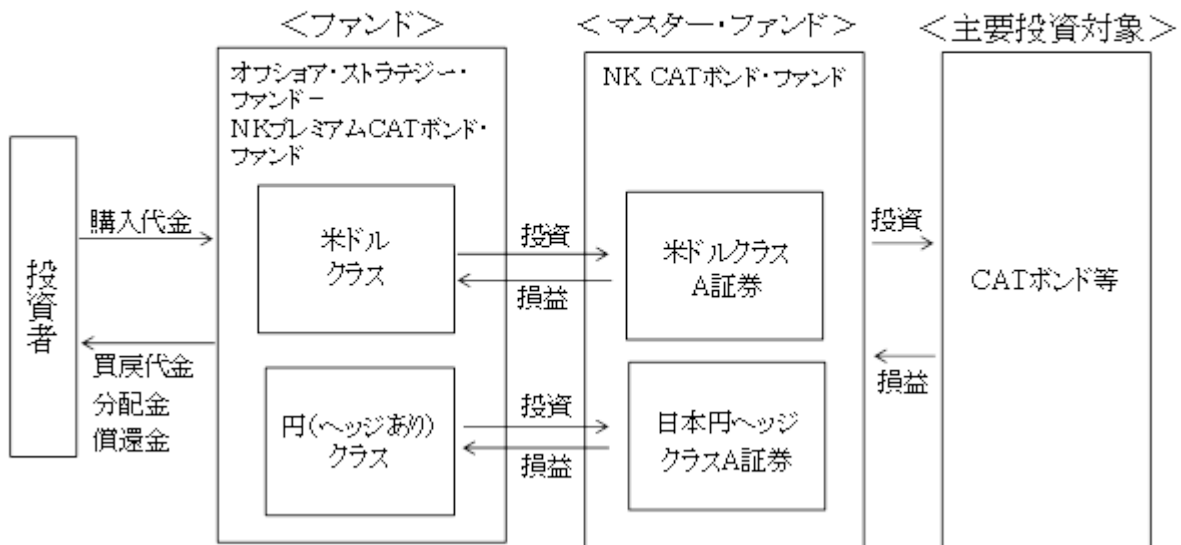 ＜ファンド＞
＜マスター・ファンド＞
＜主要投資対象＞
オフショア・ストラテジー・
ファンド－
NKプレミアムCATボンド・
ファンド
NK CATボンド・ファンド
投資者
購入代金
買戻代金
分配金
償還金
米ドル
クラス
投資
損益
米ドルクラス
A証券
円(ヘッジあり)
クラス
投資
損益
日本円ヘッジ
クラスA証券
投資
損益
CATボンド等